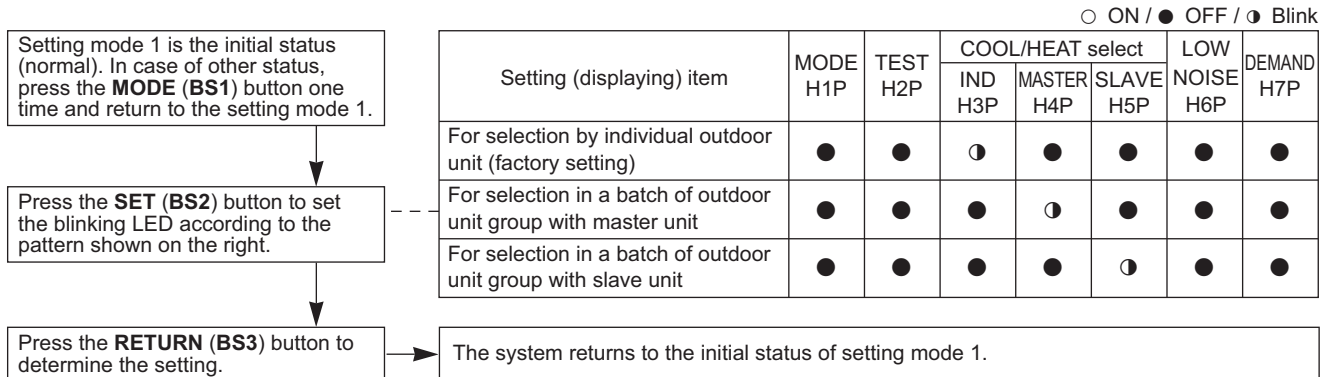 ○ ON / ● OFF / ◑ Blink
Setting mode 1 is the initial status
(normal). In case of other status,
press the MODE (BS1) button one
time and return to the setting mode 1.
Press the SET (BS2) button to set
the blinking LED according to the
pattern shown on the right.
Press the RETURN (BS3) button to
determine the setting.
Setting (displaying) item
MODE
H1P
TEST
H2P
COOL/HEAT select
IND
H3P
MASTER
H4P
SLAVE
H5P
LOW
NOISE
H6P
DEMAND
H7P
For selection by individual outdoor
unit (factory setting)
● ● ◑ ● ● ● ●
For selection in a batch of outdoor
unit group with master unit
● ● ● ◑ ● ● ●
For selection in a batch of outdoor
unit group with slave unit
● ● ● ● ◑ ● ●
The system returns to the initial status of setting mode 1.